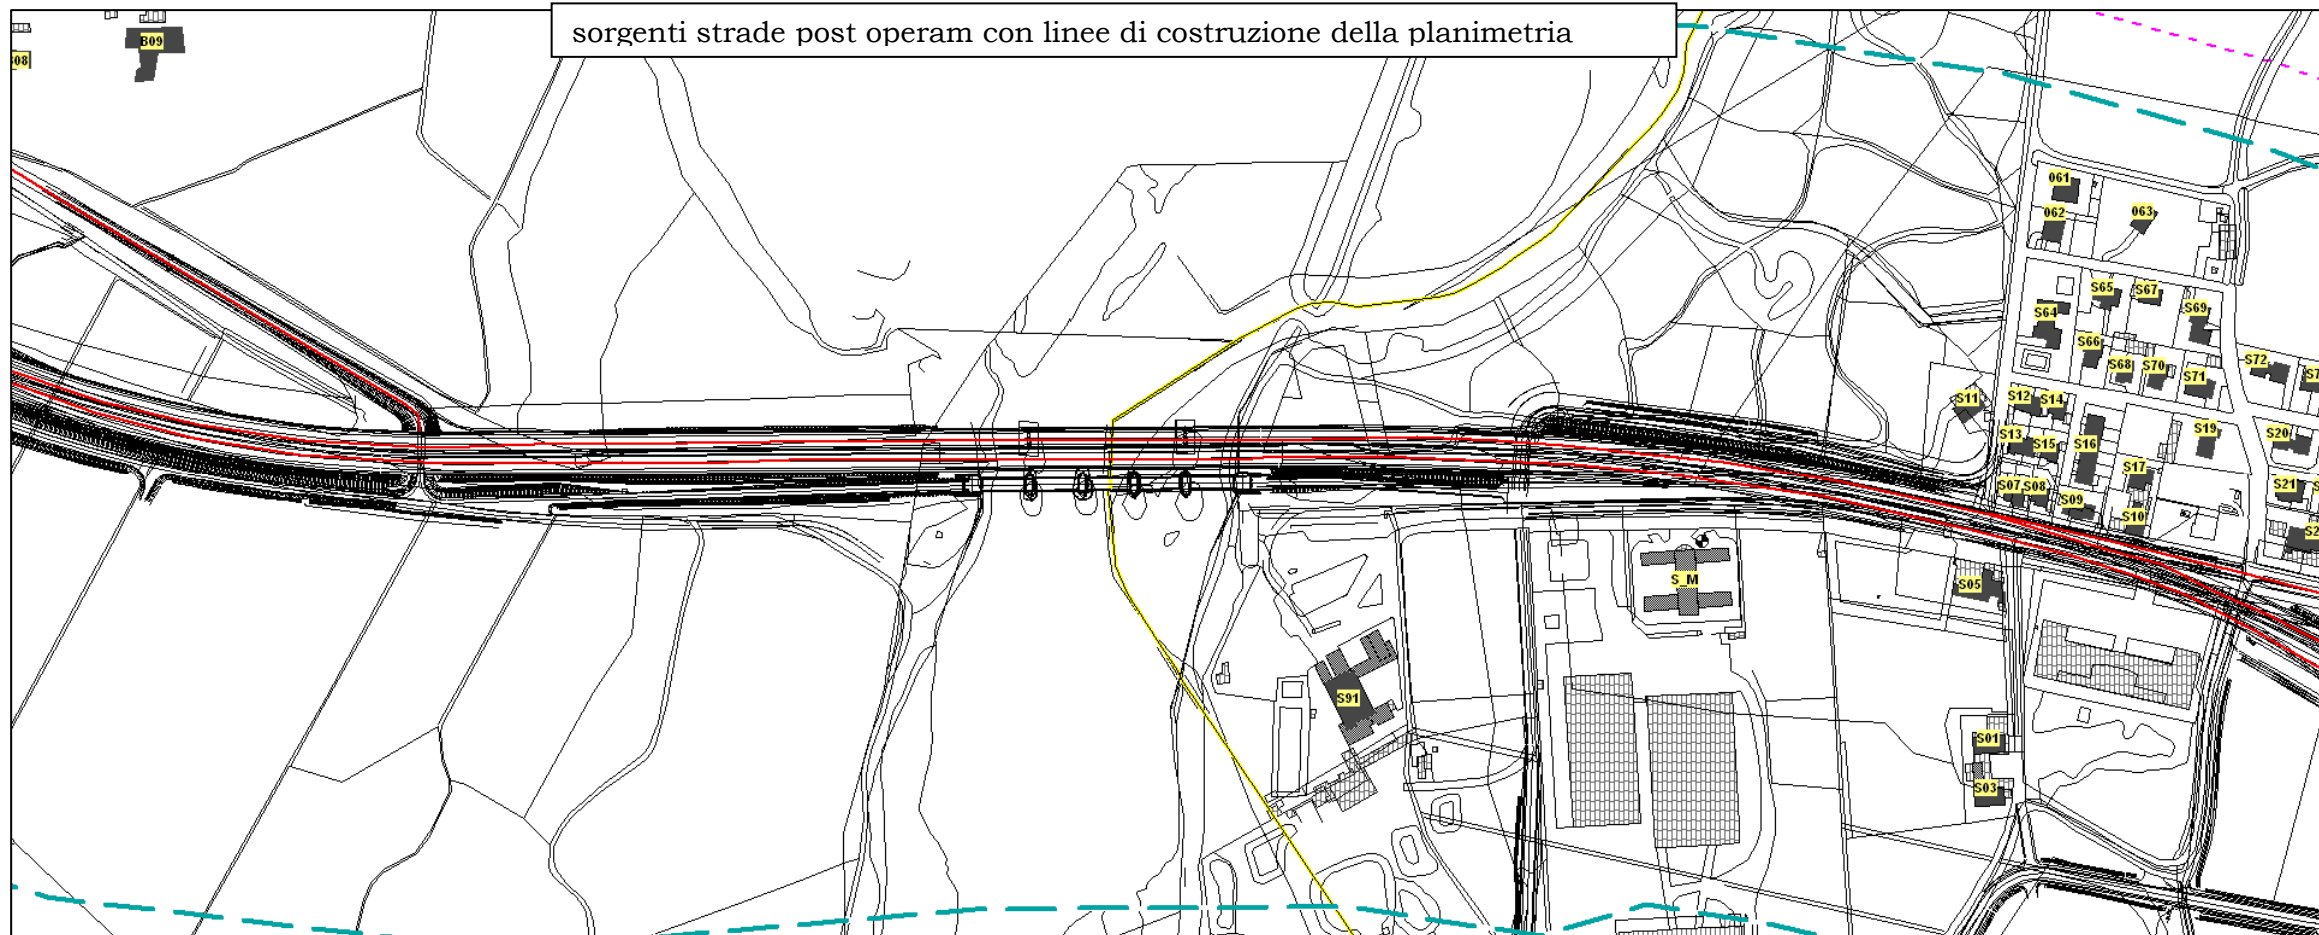 sorgenti strade post operam con linee di costruzione della planimetria
B09
08
061
062
063
S65
S67
S64
S69
S66
S68
S70
S72
S71
S11
S12
S14
S13
S15
S16
S19
S20
S17
S07
S08
S09
S21
S10
S_M
S05
S91
S01
S03